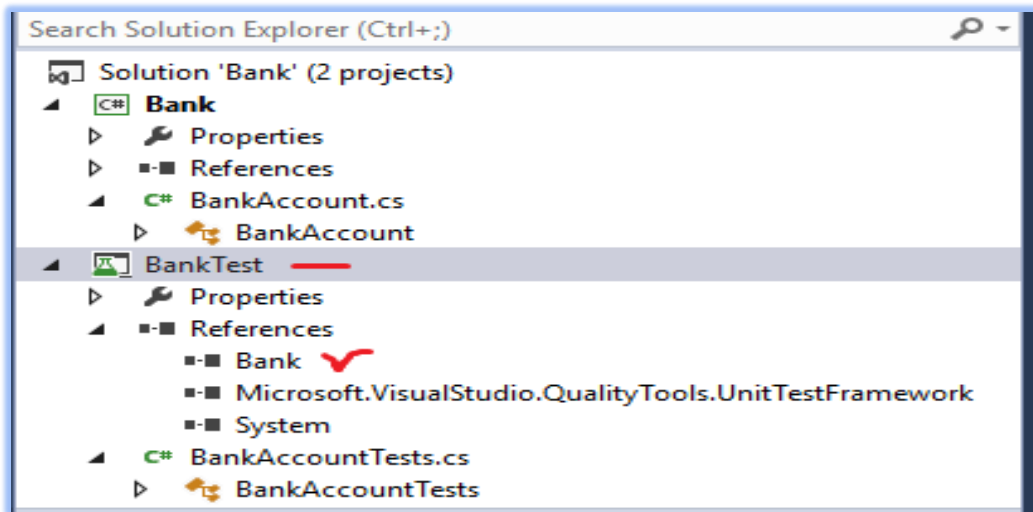 Search Solution Explorer (Ctrl+;)
Solution 'Bank' (2 projects)
C# Bank
Properties
References
C# BankAccount.cs
BankAccount
BankTest
Properties
References
Bank
Microsoft.VisualStudio.QualityTools.UnitTestFramework
System
C# BankAccountTests.cs
BankAccountTests